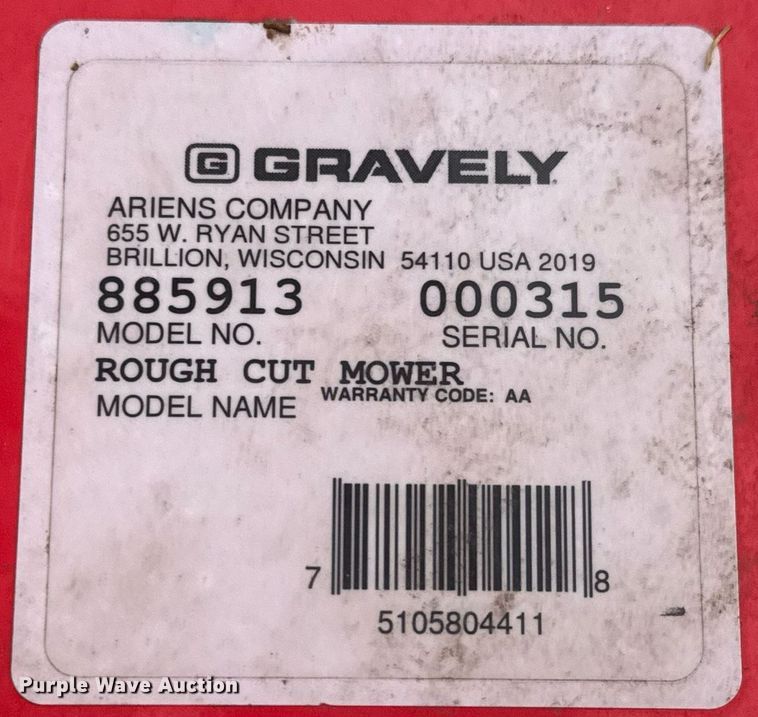 G GRAVELY
ARIENS COMPANY
655 W. RYAN STREET
BRILLION, WISCONSIN 54110 USA 2019
885913 000315
MODEL NO. SERIAL NO.
ROUGH CUT MOWER
WARRANTY CODE: AA
MODEL NAME
7 8
5105804411
Purple Wave Auction